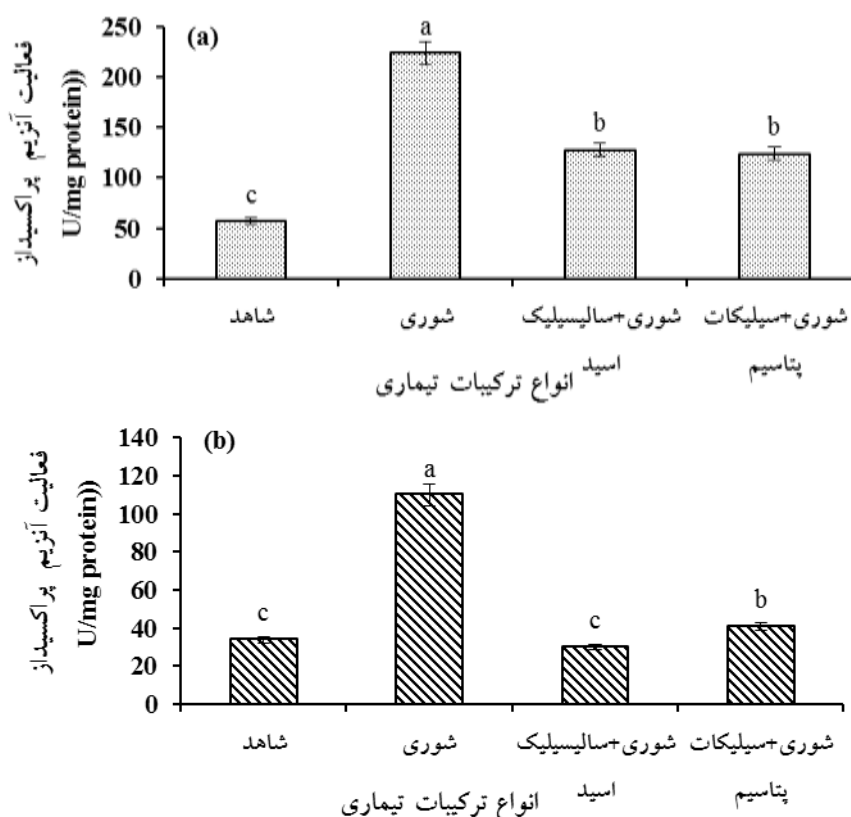 (a)
فعالیت آنزیم پراکسیداز
U/mg protein))
250
200
150
100
50
0
a
b
b
c
شاهد
شوری
شوری+سالیسیلیک
اسید
شوری+سیلیکات
پتاسیم
انواع ترکیبات تیماری
(b)
فعالیت آنزیم پراکسیداز
U/mg protein))
140
120
100
80
60
40
20
0
c
a
c
b
شاهد
شوری
شوری+سالیسیلیک
اسید
شوری+سیلیکات
پتاسیم
انواع ترکیبات تیماری